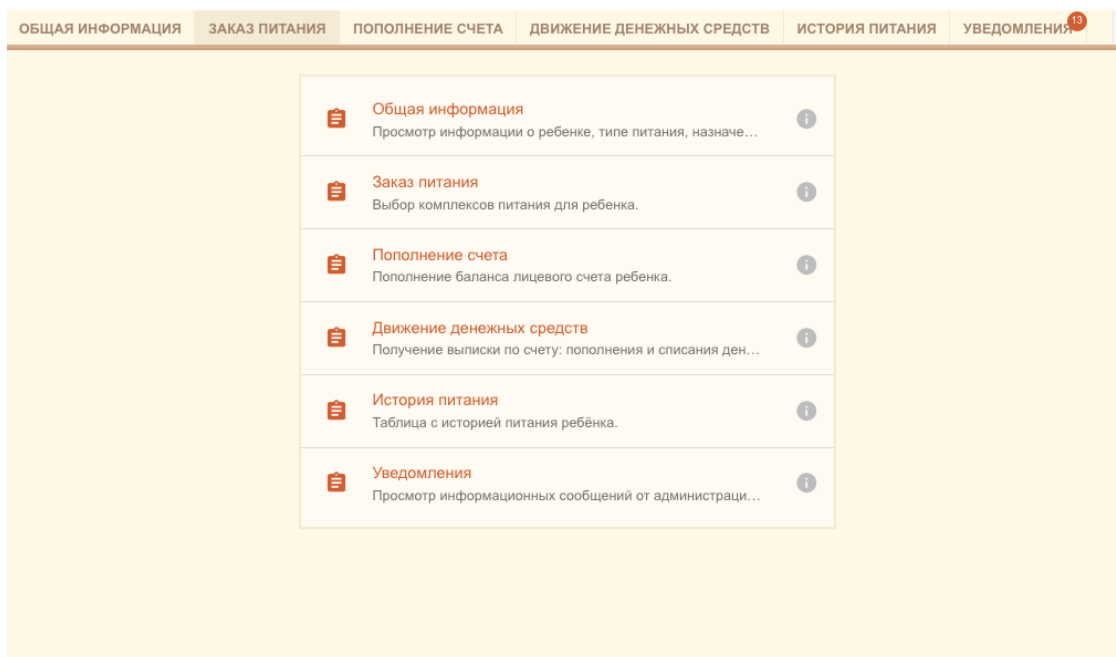 ОБЩАЯ ИНФОРМАЦИЯ ЗАКАЗ ПИТАНИЯ ПОПОЛНЕНИЕ СЧЕТА ДВИЖЕНИЕ ДЕНЕЖНЫХ СРЕДСТВ ИСТОРИЯ ПИТАНИЯ УВЕДОМЛЕНИЯ 13
Общая информация
Просмотр информации о ребенке, типе питания, назначе…
Заказ питания
Выбор комплексов питания для ребенка.
Пополнение счета
Пополнение баланса лицевого счета ребенка.
Движение денежных средств
Получение выписки по счету: пополнения и списания ден…
История питания
Таблица с историей питания ребёнка.
Уведомления
Просмотр информационных сообщений от администраци…